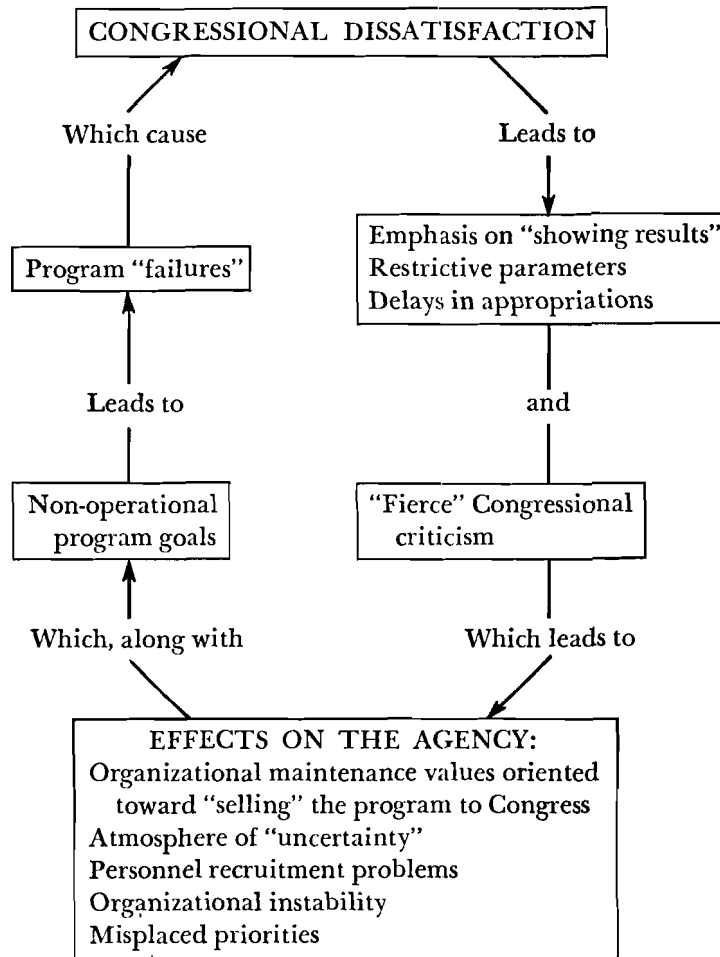 CONGRESSIONAL DISSATISFACTION
Which cause
Leads to
Program “failures”
Emphasis on “showing results”
Restrictive parameters
Delays in appropriations
Leads to
and
Non-operational
program goals
“Fierce” Congressional
criticism
Which, along with
Which leads to
EFFECTS ON THE AGENCY:
Organizational maintenance values oriented
toward “selling” the program to Congress
Atmosphere of “uncertainty”
Personnel recruitment problems
Organizational instability
Misplaced priorities